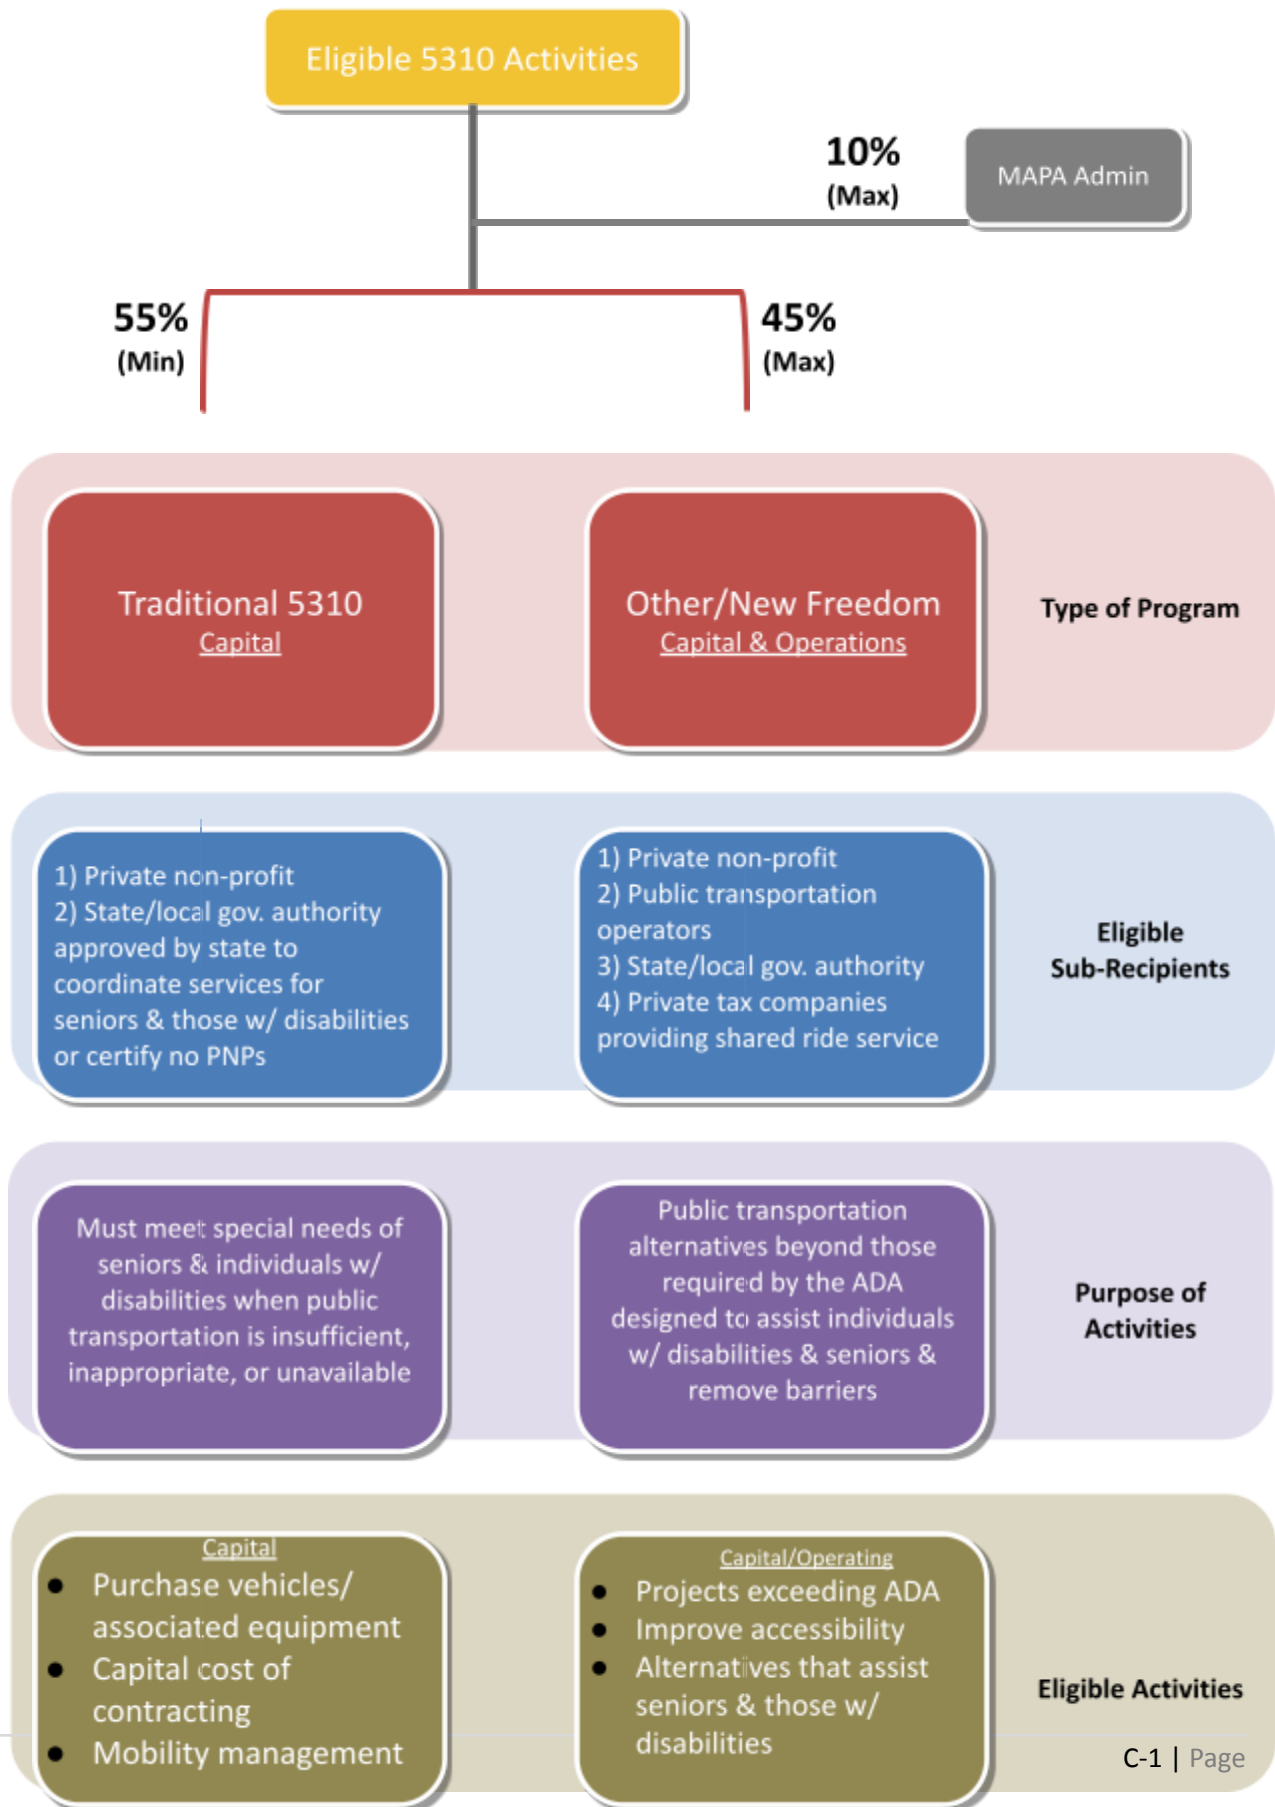 Eligible 5310 Activities
10%
(Max)
MAPA Admin
55%
(Min)
45%
(Max)
Traditional 5310
Capital
Other/New Freedom
Capital & Operations
Type of Program
1) Private non-profit
2) State/local gov. authority
approved by state to
coordinate services for
seniors & those w/ disabilities
or certify no PNPs
1) Private non-profit
2) Public transportation
operators
3) State/local gov. authority
4) Private tax companies
providing shared ride service
Eligible
Sub-Recipients
Must meet special needs of
seniors & individuals w/
disabilities when public
transportation is insufficient,
inappropriate, or unavailable
Public transportation
alternatives beyond those
required by the ADA
designed to assist individuals
w/ disabilities & seniors &
remove barriers
Purpose of
Activities
Capital
● Purchase vehicles/
associated equipment
● Capital cost of
contracting
● Mobility management
Capital/Operating
● Projects exceeding ADA
● Improve accessibility
● Alternatives that assist
seniors & those w/
disabilities
Eligible Activities
C-1 | Page